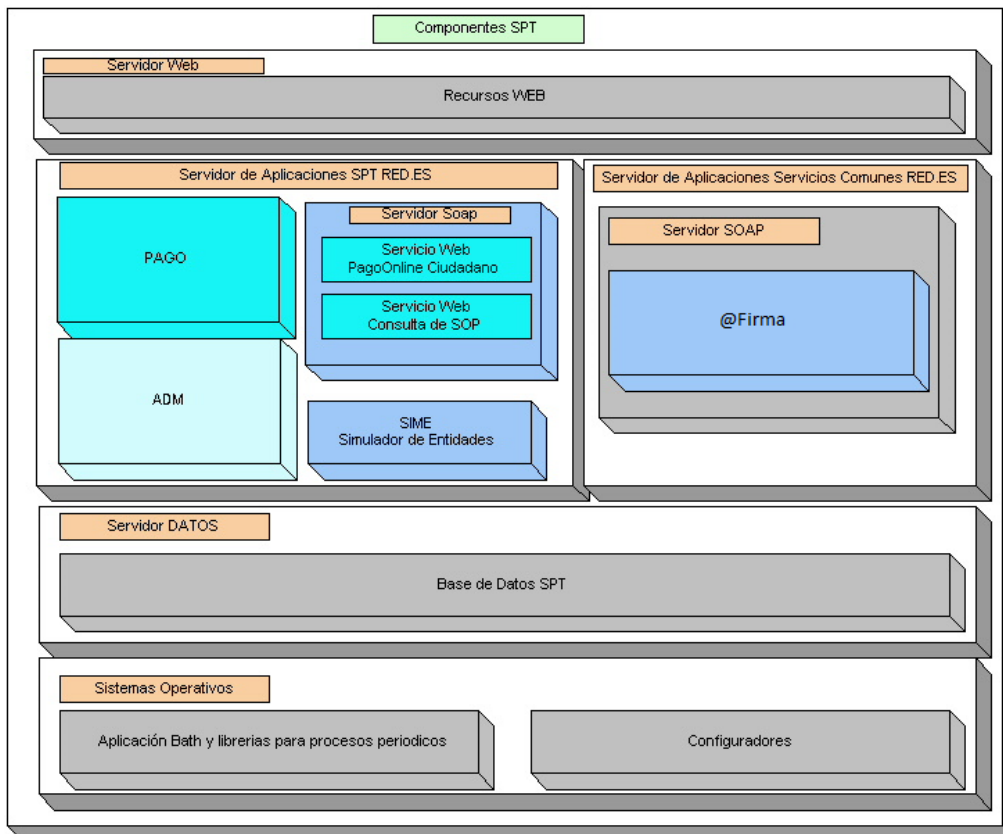 Componentes SPT
Servidor Web
Recursos WEB
Servidor de Aplicaciones SPT RED.ES
PAGO
Servidor Soap
Servicio Web
PagoOnline Ciudadano
Servicio Web
Consulta de SOP
ADM
SIME
Simulador de Entidades
Servidor de Aplicaciones Servicios Comunes RED.ES
Servidor SOAP
@Firma
Servidor DATOS
Base de Datos SPT
Sistemas Operativos
Aplicación Bath y librerias para procesos periodicos
Configuradores